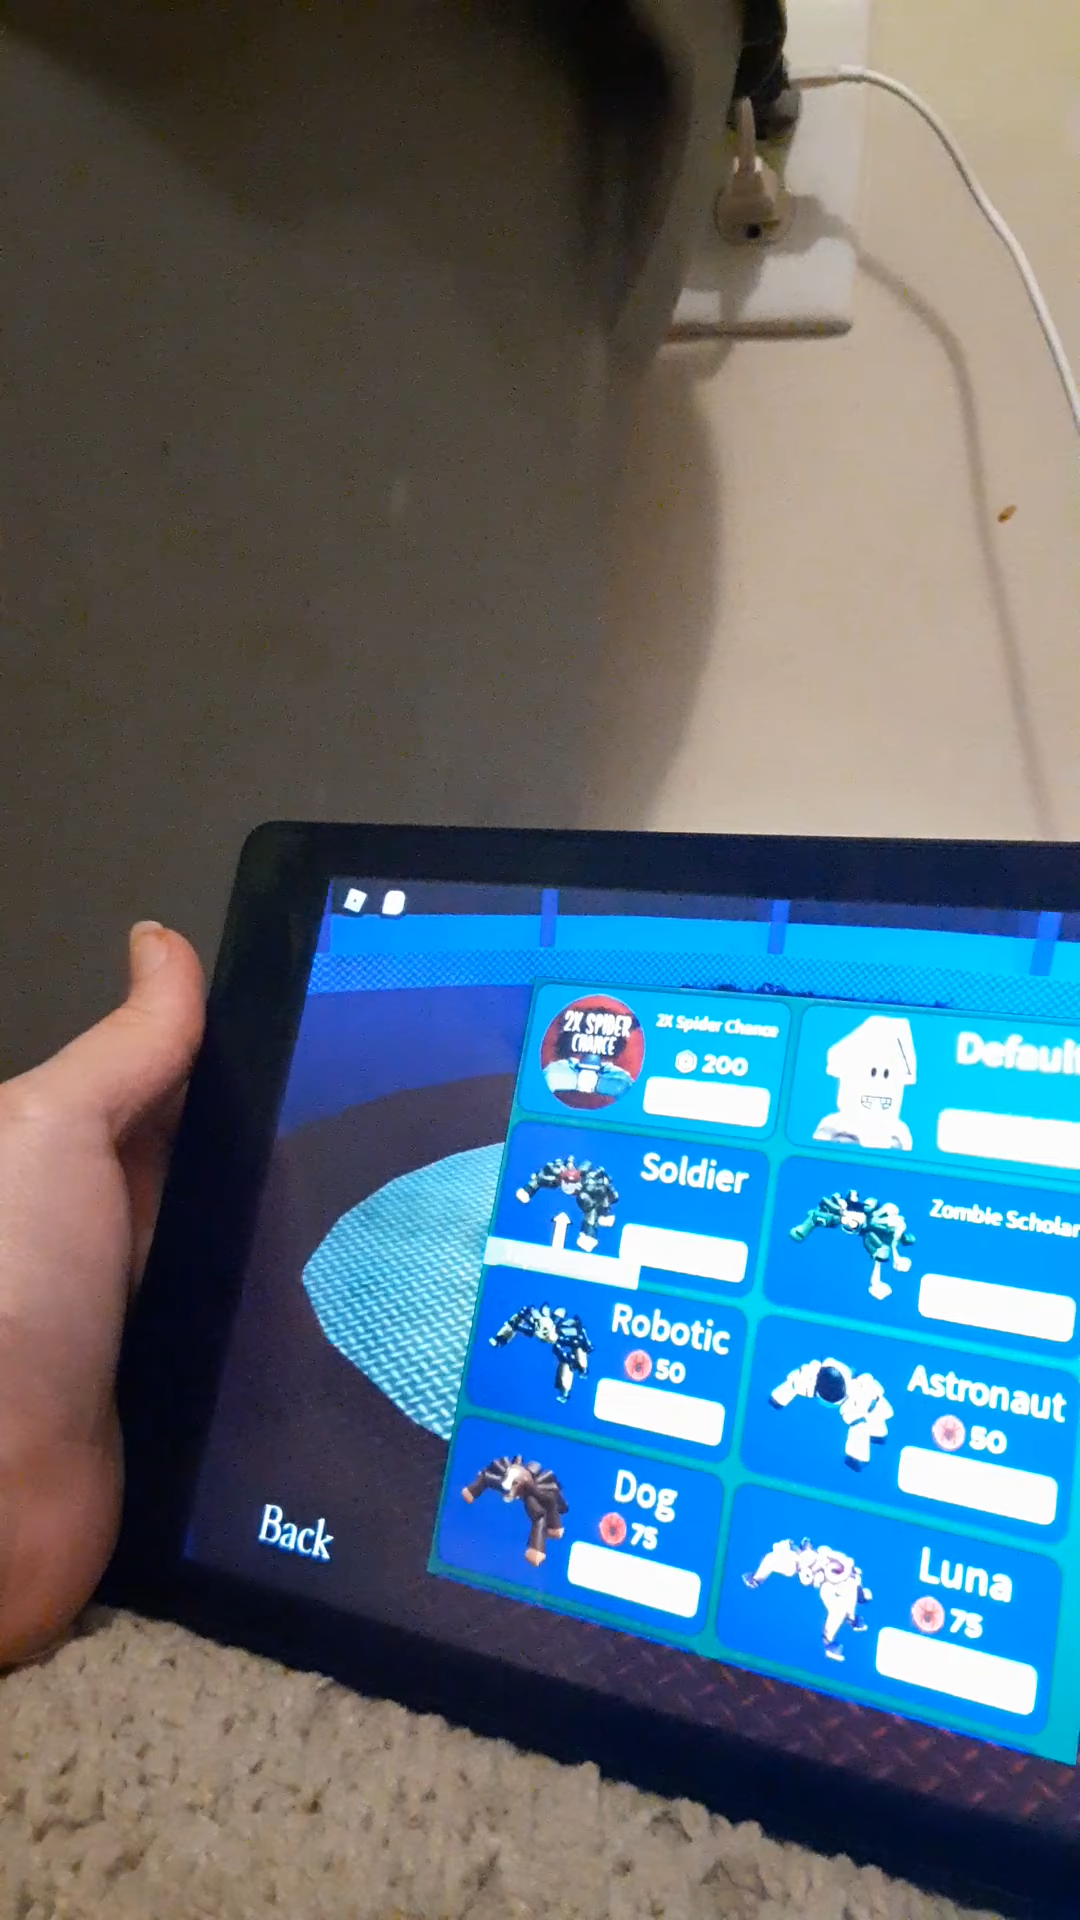 2X SPIDER
CHANCE
2X Spider Chance
200
Default
Soldier
Zombie Scholar
Robotic
50
Astronaut
50
Dog
75
Luna
75
Back